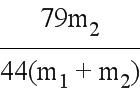 79m₂
44(m₁ + m₂)